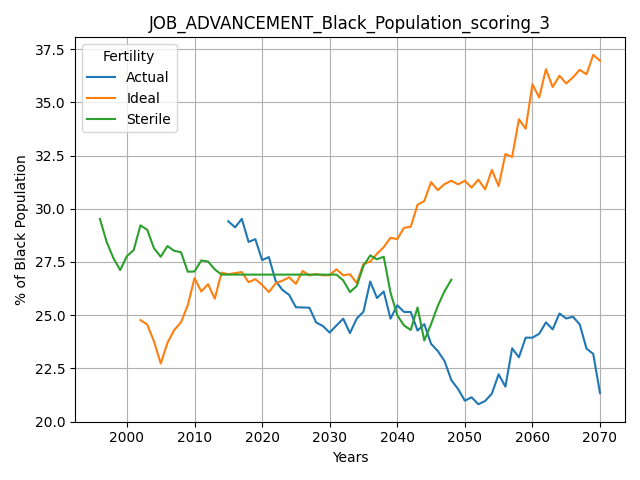 JOB_ADVANCEMENT_Black_Population_scoring_3
Fertility
Actual
Ideal
Sterile
% of Black Population
37.5
35.0
32.5
30.0
27.5
25.0
22.5
20.0
2000 2010 2020 2030 2040 2050 2060 2070
Years